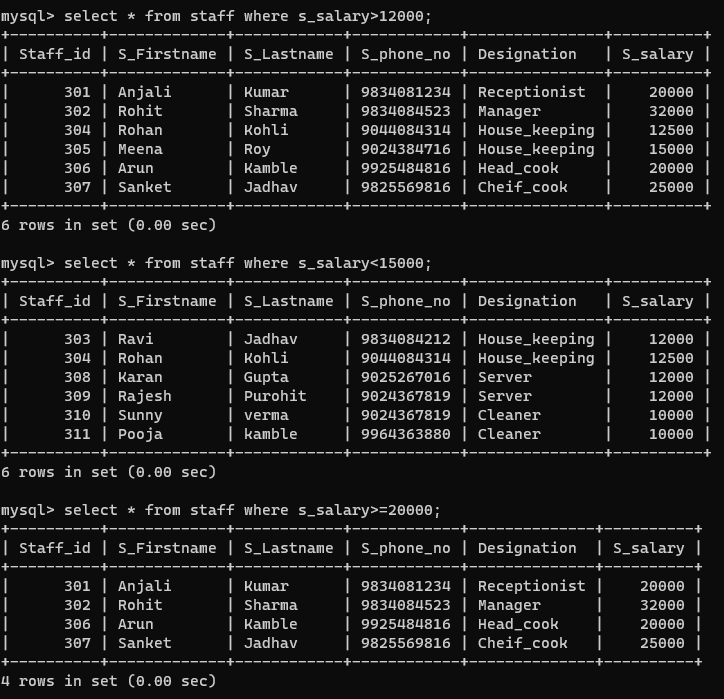 mysql> select * from staff where s_salary>12000;
+----------+-------------+------------+------------+---------------+----------+
| Staff_id | S_Firstname | S_Lastname | S_phone_no | Designation   | S_salary |
+----------+-------------+------------+------------+---------------+----------+
|      301 | Anjali      | Kumar      | 9834081234 | Receptionist  |    20000 |
|      302 | Rohit       | Sharma     | 9834084523 | Manager       |    32000 |
|      304 | Rohan       | Kohli      | 9044084314 | House_keeping |    12500 |
|      305 | Meena       | Roy        | 9024384716 | House_keeping |    15000 |
|      306 | Arun        | Kamble     | 9925484816 | Head_cook     |    20000 |
|      307 | Sanket      | Jadhav     | 9825569816 | Cheif_cook    |    25000 |
+----------+-------------+------------+------------+---------------+----------+
6 rows in set (0.00 sec)
mysql> select * from staff where s_salary<15000;
+----------+-------------+------------+------------+---------------+----------+
| Staff_id | S_Firstname | S_Lastname | S_phone_no | Designation   | S_salary |
+----------+-------------+------------+------------+---------------+----------+
|      303 | Ravi        | Jadhav     | 9834084212 | House_keeping |    12000 |
|      304 | Rohan       | Kohli      | 9044084314 | House_keeping |    12500 |
|      308 | Karan       | Gupta      | 9025267016 | Server        |    12000 |
|      309 | Rajesh      | Purohit    | 9024367819 | Server        |    12000 |
|      310 | Sunny       | verma      | 9024367819 | Cleaner       |    10000 |
|      311 | Pooja       | kamble     | 9964363880 | Cleaner       |    10000 |
+----------+-------------+------------+------------+---------------+----------+
6 rows in set (0.00 sec)
mysql> select * from staff where s_salary>=20000;
+----------+-------------+------------+------------+--------------+----------+
| Staff_id | S_Firstname | S_Lastname | S_phone_no | Designation  | S_salary |
+----------+-------------+------------+------------+--------------+----------+
|      301 | Anjali      | Kumar      | 9834081234 | Receptionist |    20000 |
|      302 | Rohit       | Sharma     | 9834084523 | Manager      |    32000 |
|      306 | Arun        | Kamble     | 9925484816 | Head_cook    |    20000 |
|      307 | Sanket      | Jadhav     | 9825569816 | Cheif_cook   |    25000 |
+----------+-------------+------------+------------+--------------+----------+
4 rows in set (0.00 sec)